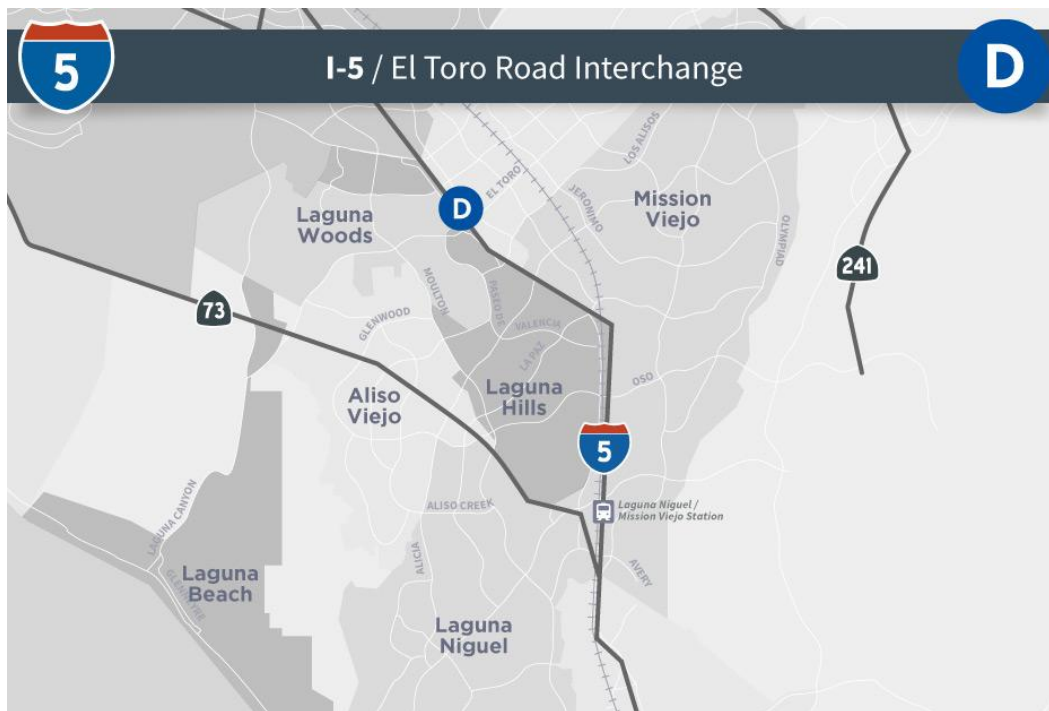 5
I-5 / El Toro Road Interchange
D
LOS ALISOS
EL TORO
JERONIMO
Mission
Viejo
D
Laguna
Woods
OLYMPIAD
241
MOULTON
PASEO DE
VALENCIA
73
GLENWOOD
LA PAZ
OSO
Laguna
Hills
Aliso
Viejo
5
ALISO CREEK
Laguna Niguel /
Mission Viejo Station
LAGUNA CANYON
ALICIA
AVERY
GLENNEYRE
Laguna
Beach
Laguna
Niguel